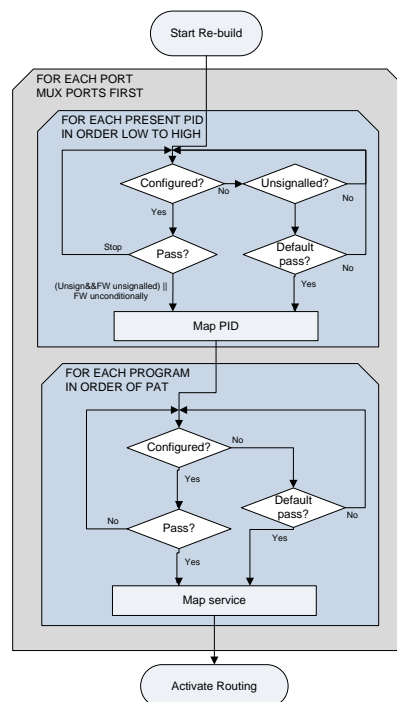 Start Re-build
FOR EACH PORT
MUX PORTS FIRST
FOR EACH PRESENT PID
IN ORDER LOW TO HIGH
Configured?
Unsignalled?
No
No
Yes
Stop
Pass?
Default
pass?
No
(Unsign&&FW unsignalled) ||
FW unconditionally
Yes
Map PID
FOR EACH PROGRAM
IN ORDER OF PAT
Configured?
No
Yes
Default
pass?
No
No
Pass?
Yes
Yes
Map service
Activate Routing